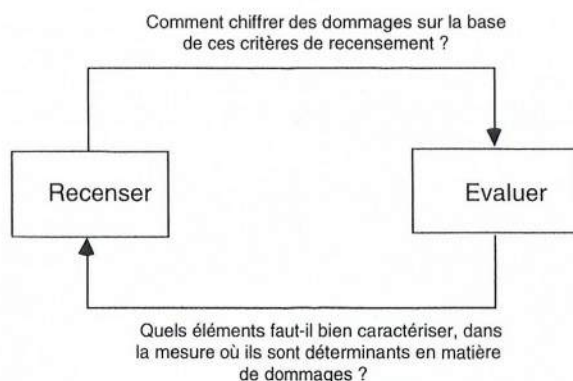 Comment chiffrer des dommages sur la base
de ces critères de recensement ?
Recenser
Evaluer
Quels éléments faut-il bien caractériser, dans
la mesure où ils sont déterminants en matière
de dommages ?